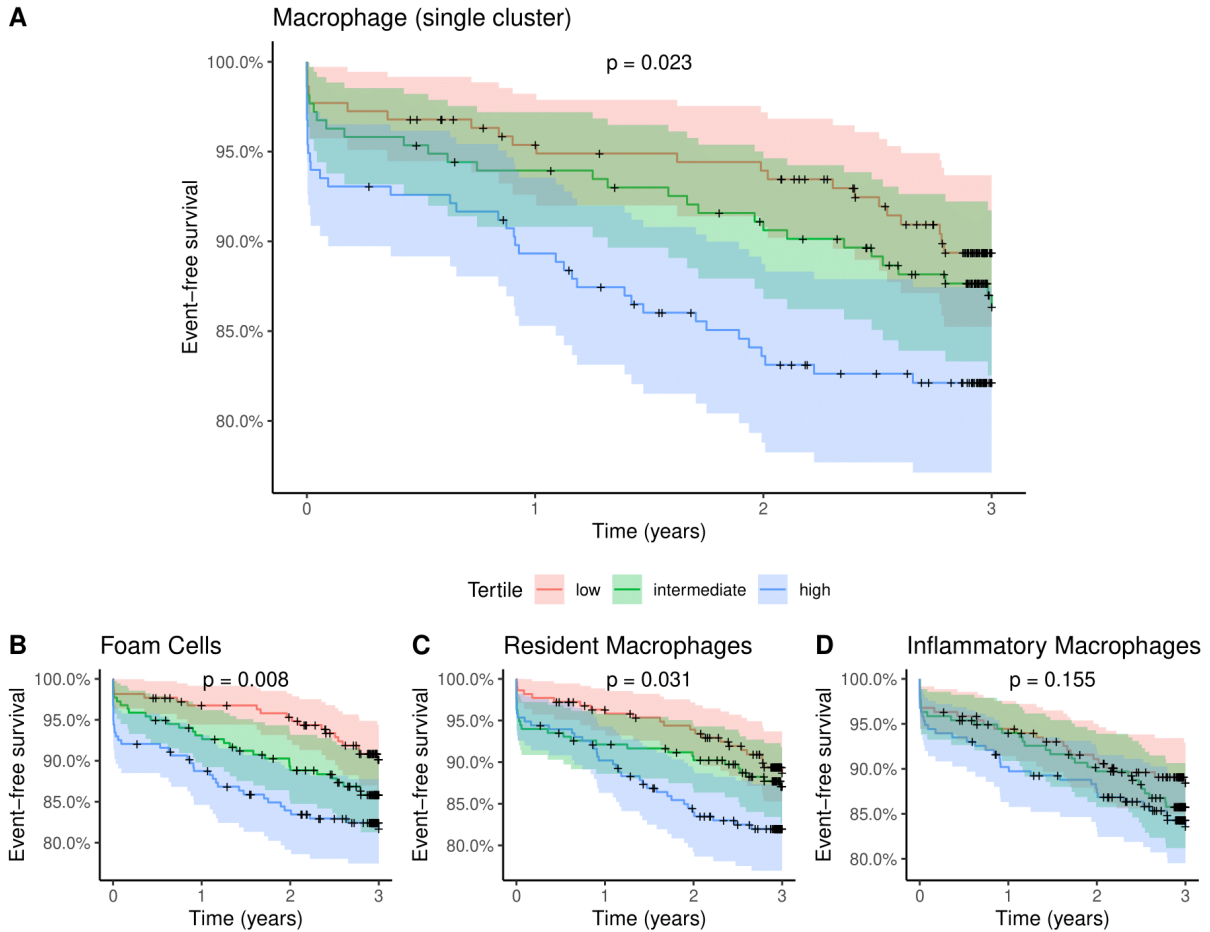 A
Macrophage (single cluster)
p = 0.023
Event−free survival
100.0%
95.0%
90.0%
85.0%
80.0%
0 1 2 3
Time (years)
Tertile low intermediate high
B
Foam Cells
p = 0.008
Event−free survival
100.0%
95.0%
90.0%
85.0%
80.0%
0 1 2 3
Time (years)
C
Resident Macrophages
p = 0.031
Event−free survival
100.0%
95.0%
90.0%
85.0%
80.0%
0 1 2 3
Time (years)
D
Inflammatory Macrophages
p = 0.155
Event−free survival
100.0%
95.0%
90.0%
85.0%
80.0%
0 1 2 3
Time (years)